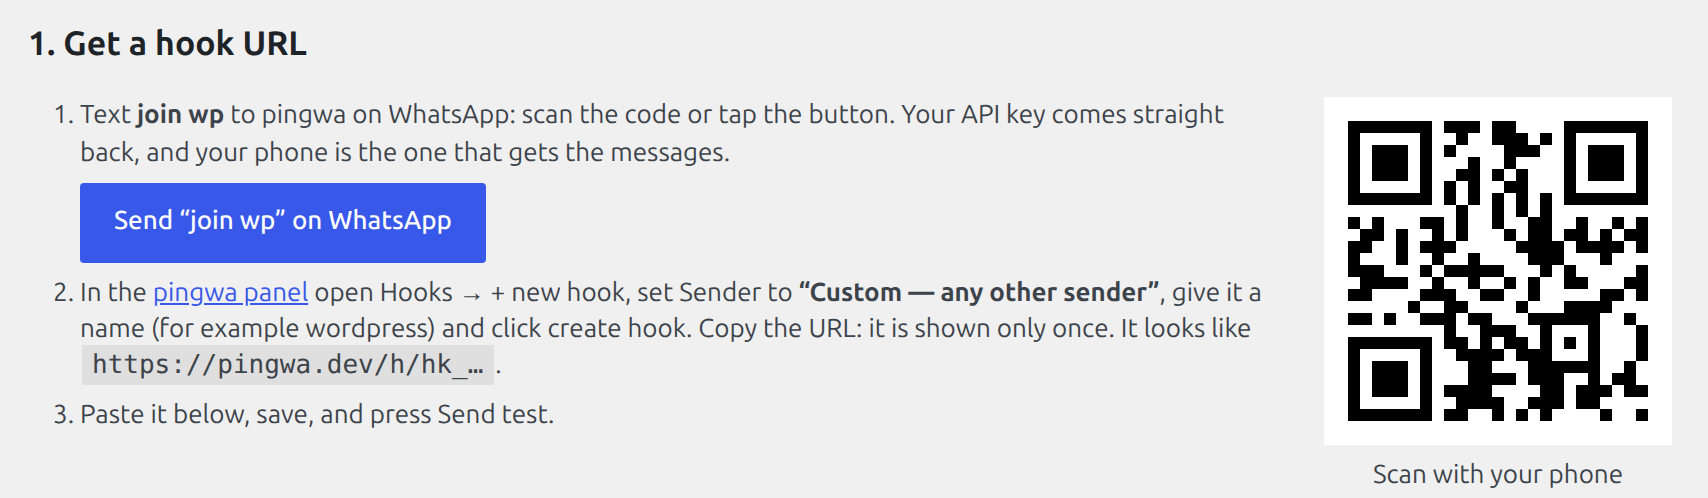 1. Get a hook URL
1. Text join wp to pingwa on WhatsApp: scan the code or tap the button. Your API key comes straight
back, and your phone is the one that gets the messages.
Send “join wp” on WhatsApp
2. In the pingwa panel open Hooks → + new hook, set Sender to “Custom — any other sender”, give it a
name (for example wordpress) and click create hook. Copy the URL: it is shown only once. It looks like
https://pingwa.dev/h/hk_… .
3. Paste it below, save, and press Send test.
Scan with your phone